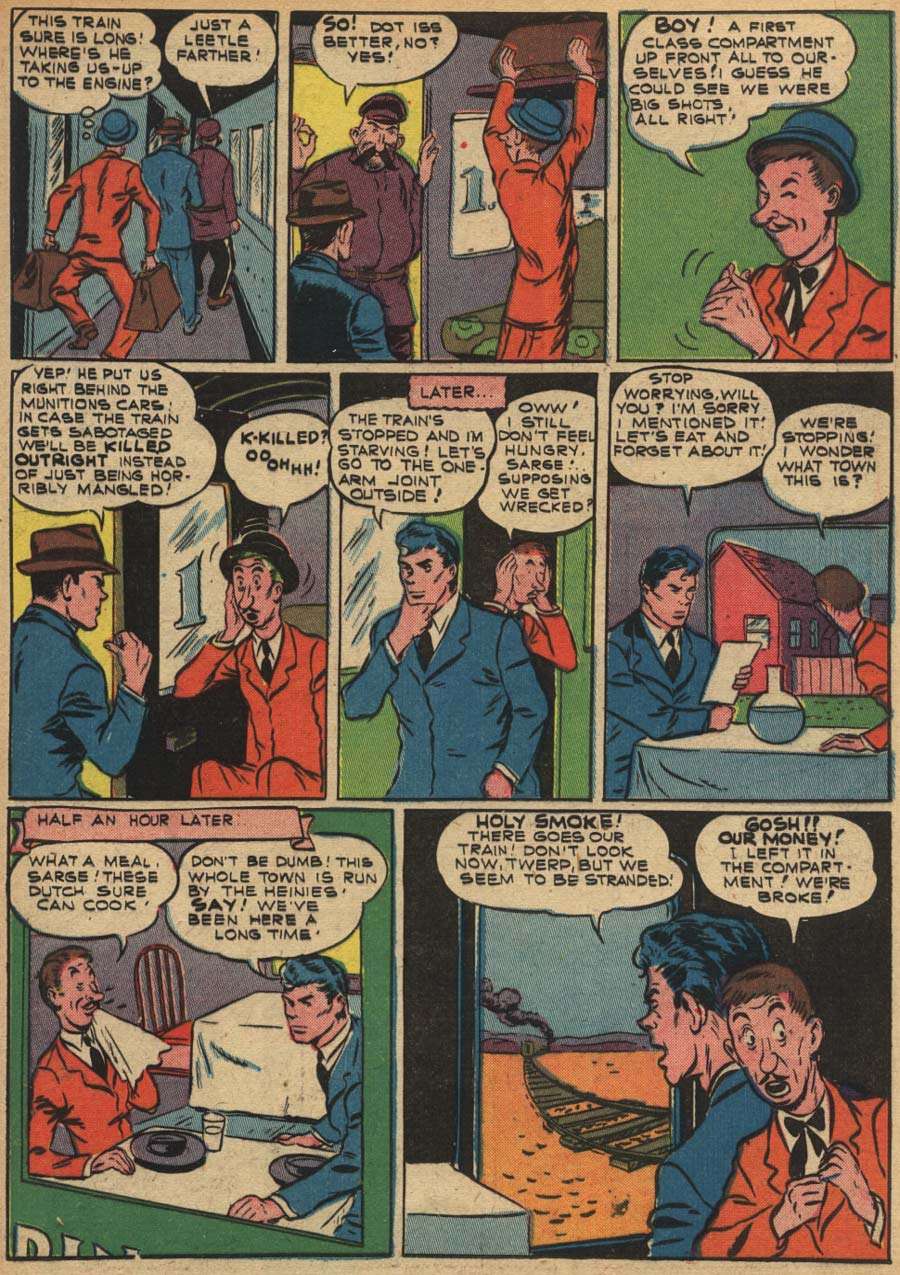 THIS TRAIN
SURE IS LONG!
WHERE'S HE
TAKING US-UP
TO THE ENGINE?
JUST A
LEETLE
FARTHER!
SO! DOT ISS
BETTER, NO?
YES!
1.
1
BOY! A FIRST
CLASS COMPARTMENT
UP FRONT ALL TO OUR-
SELVES! I GUESS HE
COULD SEE WE WERE
BIG SHOTS,
ALL RIGHT!
YEP! HE PUT US
RIGHT BEHIND THE
MUNITIONS CARS!
IN CASE THE TRAIN
GETS SABOTAGED
WE'LL BE KILLED
OUTRIGHT INSTEAD
OF JUST BEING HOR-
RIBLY MANGLED!
K-KILLED?
OOOHHH!
1
LATER...
THE TRAIN'S
STOPPED AND I'M
STARVING! LET'S
GO TO THE ONE-
ARM JOINT
OUTSIDE!
OWW!
I STILL
DON'T FEEL
HUNGRY,
SARGE!..
SUPPOSING
WE GET
WRECKED?
STOP
WORRYING, WILL
YOU? I'M SORRY
I MENTIONED IT!
LET'S EAT AND
FORGET ABOUT IT!
WE'RE
STOPPING!
I WONDER
WHAT TOWN
THIS IS?
HALF AN HOUR LATER:
WHAT A MEAL,
SARGE! THESE
DUTCH SURE
CAN COOK!
DON'T BE DUMB! THIS
WHOLE TOWN IS RUN
BY THE HEINIES!
SAY! WE'VE
BEEN HERE A
LONG TIME!
DIN
HOLY SMOKE!
THERE GOES OUR
TRAIN! DON'T LOOK
NOW, TWERP, BUT WE
SEEM TO BE STRANDED!
GOSH!!
OUR MONEY!
I LEFT IT IN
THE COMPART-
MENT! WE'RE
BROKE!